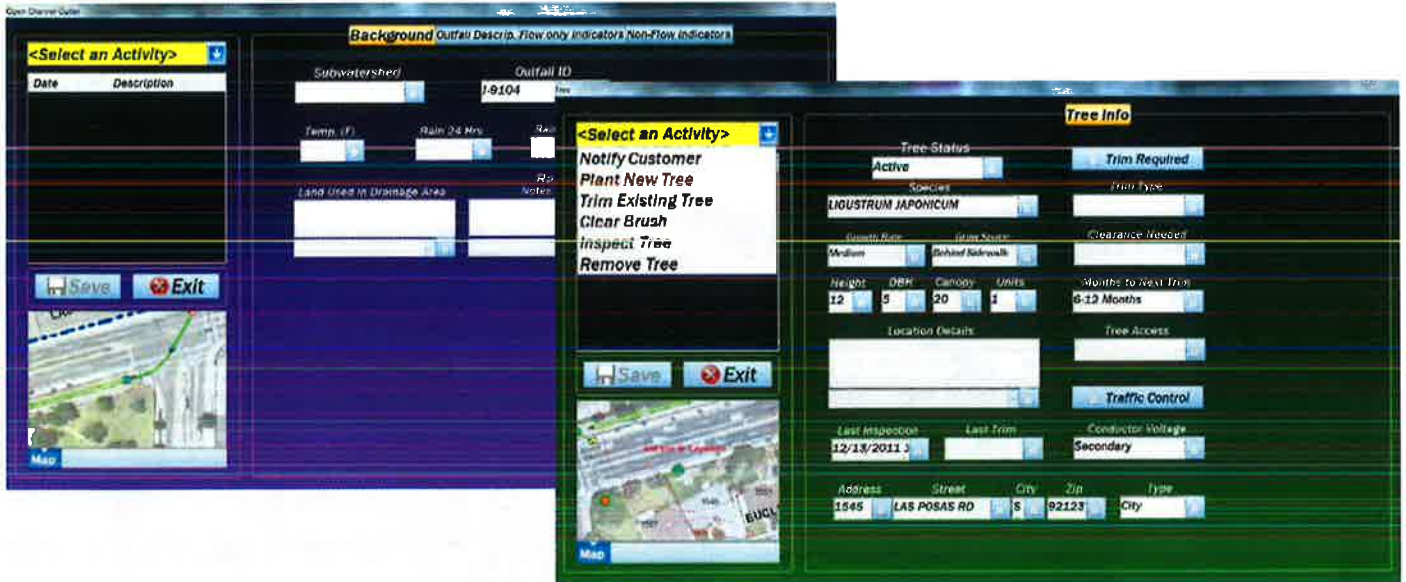 Open Channel Outlet
Background Outfall Descrip. Flow only Indicators Non-Flow Indicators
<Select an Activity>
Date Description
Subwatershed Outfall ID
I-9104
Temp. (F) Rain 24 Hrs
Land Used in Drainage Area Notes
Save Exit
Map
Tree
Tree Info
<Select an Activity>
Notify Customer
Plant New Tree
Trim Existing Tree
Clear Brush
Inspect Tree
Remove Tree
Save Exit
Map
Tree Status
Active
Trim Required
Species
LIGUSTRUM JAPONICUM
Trim Type
Growth Rate Grow Space
Medium Behind Sidewalk
Clearance Needed
Height DBH Canopy Units
12 5 20 1
Months to Next Trim
6-12 Months
Location Details
Tree Access
Traffic Control
Last Inspection Last Trim
12/13/2011
Conductor Voltage
Secondary
Address Street City Zip Type
1545 LAS POSAS RD S 92123 City
1545
EUCL